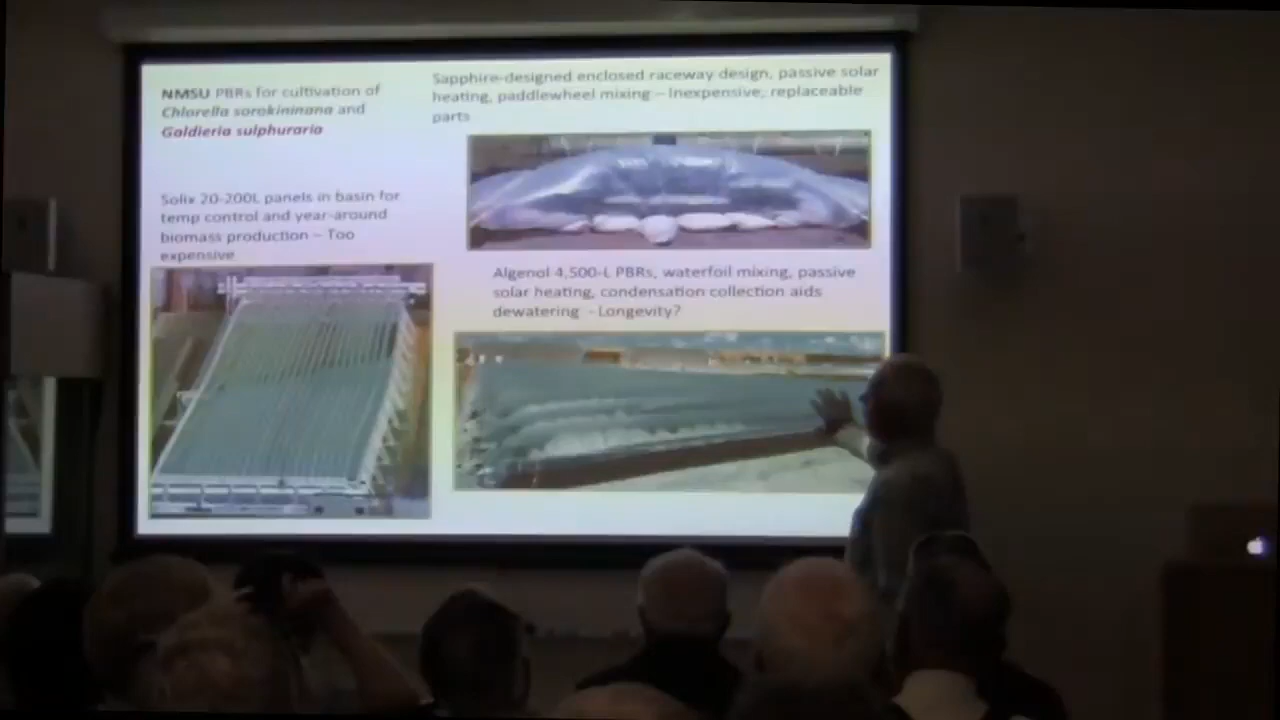 NMSU PBRs for cultivation of
Chlorella sorokininana and
Galdieria sulphuraria
Solix 20-200L panels in basin for
temp control and year-around
biomass production – Too
expensive
Sapphire-designed enclosed raceway design, passive solar
heating, paddlewheel mixing – Inexpensive, replaceable
parts
Algenol 4,500-L PBRs, waterfoil mixing, passive
solar heating, condensation collection aids
dewatering - Longevity?